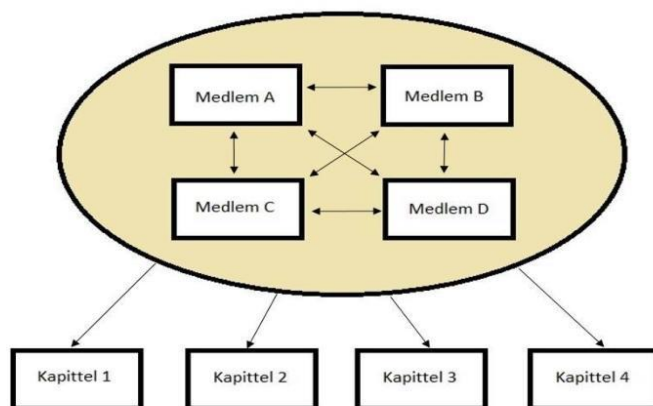 Medlem A
Medlem B
Medlem C
Medlem D
Kapittel 1
Kapittel 2
Kapittel 3
Kapittel 4